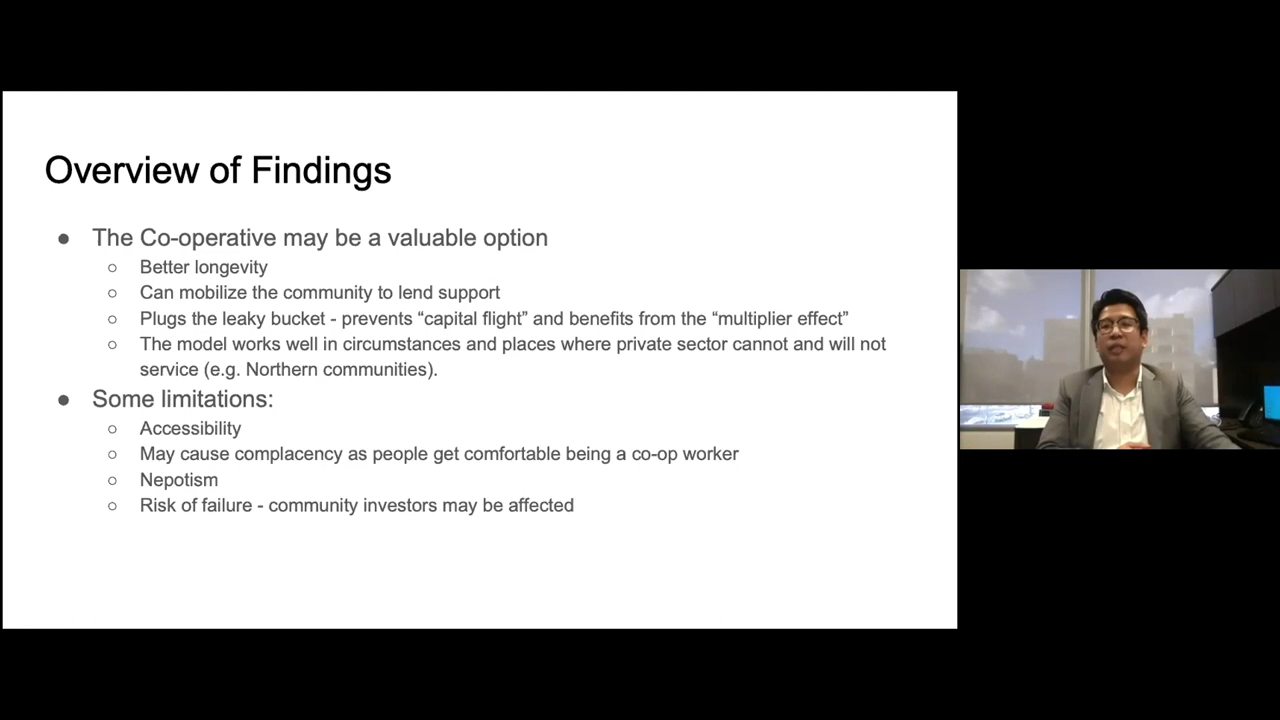 Overview of Findings
● The Co-operative may be a valuable option
○ Better longevity
○ Can mobilize the community to lend support
○ Plugs the leaky bucket - prevents “capital flight” and benefits from the “multiplier effect”
○ The model works well in circumstances and places where private sector cannot and will not
service (e.g. Northern communities).
● Some limitations:
○ Accessibility
○ May cause complacency as people get comfortable being a co-op worker
○ Nepotism
○ Risk of failure - community investors may be affected